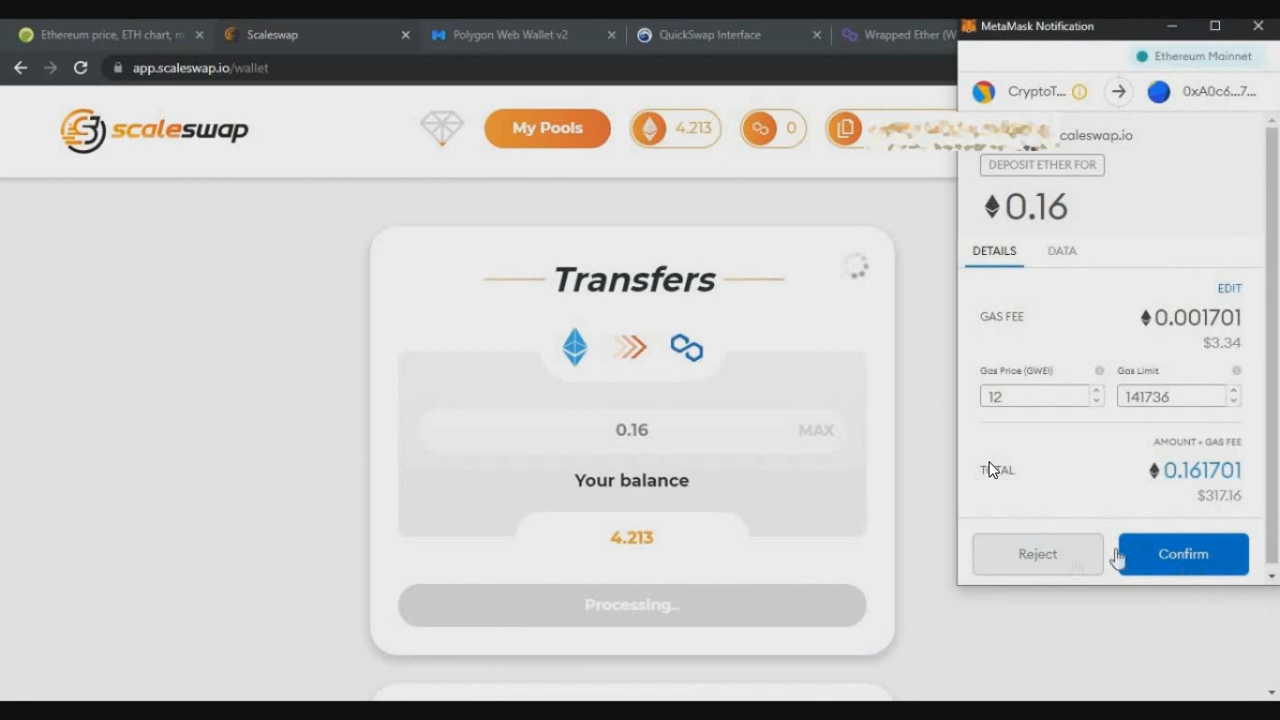 Ethereum price, ETH chart, m
Scaleswap
Polygon Web Wallet v2
QuickSwap Interface
Wrapped Ether (W
app.scaleswap.io/wallet
scaleswap
My Pools
4.213
0
Transfers
0.16
MAX
Your balance
4.213
Processing..
MetaMask Notification
Ethereum Mainnet
CryptoT...
0xA0c6...7...
caleswap.io
DEPOSIT ETHER FOR
0.16
DETAILS
DATA
EDIT
GAS FEE
0.001701
$3.34
Gas Price (GWEI)
Gas Limit
12
141736
AMOUNT + GAS FEE
TOTAL
0.161701
$317.16
Reject
Confirm